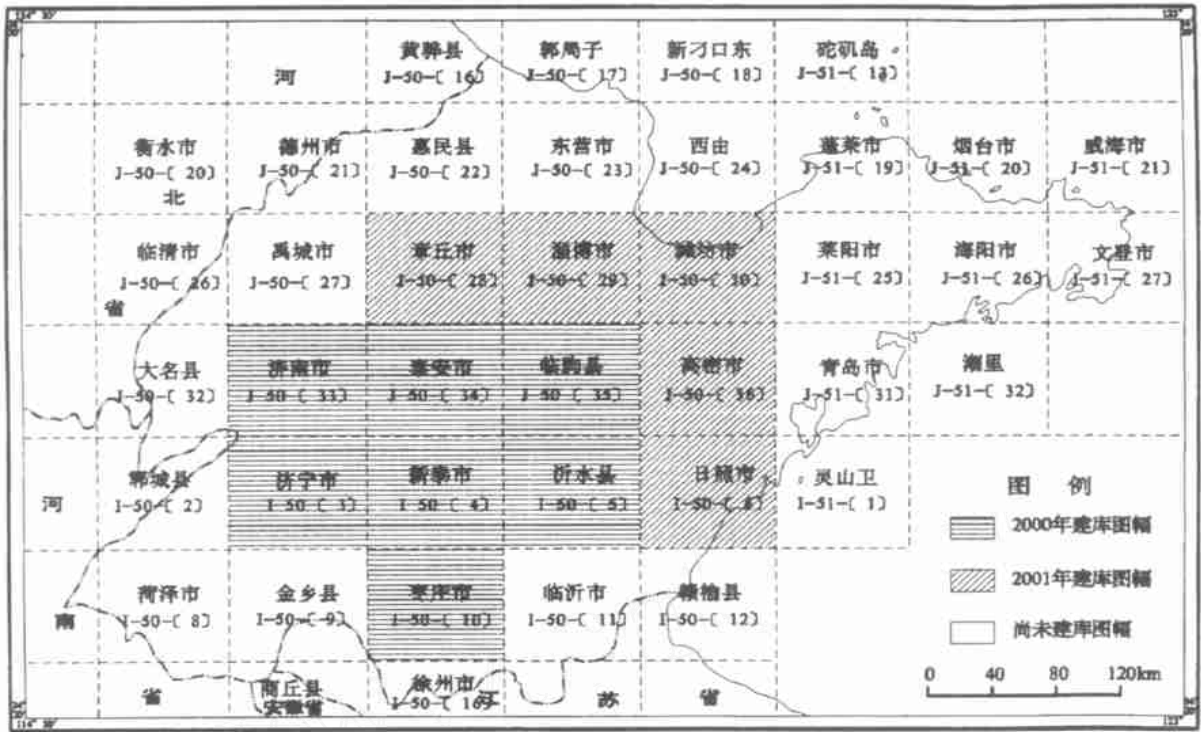 114° 30′
123°
黄骅县 郭局子 新刁口东 砣矶岛
河 J-50-〔 16〕 J-50-〔 17〕 J-50-〔 18〕 J-51-〔 13〕
衡水市 德州市 惠民县 东营市 西由 蓬莱市 烟台市 威海市
J-50-〔 20〕 J-50-〔 21〕 J-50-〔 22〕 J-50-〔 23〕 J-50-〔 24〕 J-51-〔 19〕 J-51-〔 20〕 J-51-〔 21〕
北
临清市 禹城市 章丘市 淄博市 潍坊市 莱阳市 海阳市 文登市
J-50-〔 26〕 J-50-〔 27〕 J-50-〔 28〕 J-50-〔 29〕 J-50-〔 30〕 J-51-〔 25〕 J-51-〔 26〕 J-51-〔 27〕
省
大名县 济南市 泰安市 临朐县 高密市 青岛市 潮里
J-50-〔 32〕 J-50-〔 33〕 J-50-〔 34〕 J-50-〔 35〕 J-50-〔 36〕 J-51-〔 31〕 J-51-〔 32〕
鄄城县 济宁市 新泰市 沂水县 日照市 灵山卫
河 I-50-〔 2〕 I-50-〔 3〕 I-50-〔 4〕 I-50-〔 5〕 I-50-〔 6〕 I-51-〔 1〕
图 例
2000年建库图幅
2001年建库图幅
尚未建库图幅
菏泽市 金乡县 枣庄市 临沂市 赣榆县
南 I-50-〔 8〕 I-50-〔 9〕 I-50-〔 10〕 I-50-〔 11〕 I-50-〔 12〕
0 40 80 120km
省 商丘县 徐州市 江 苏 省
安徽省 I-50-〔 16〕
114° 30′
123°